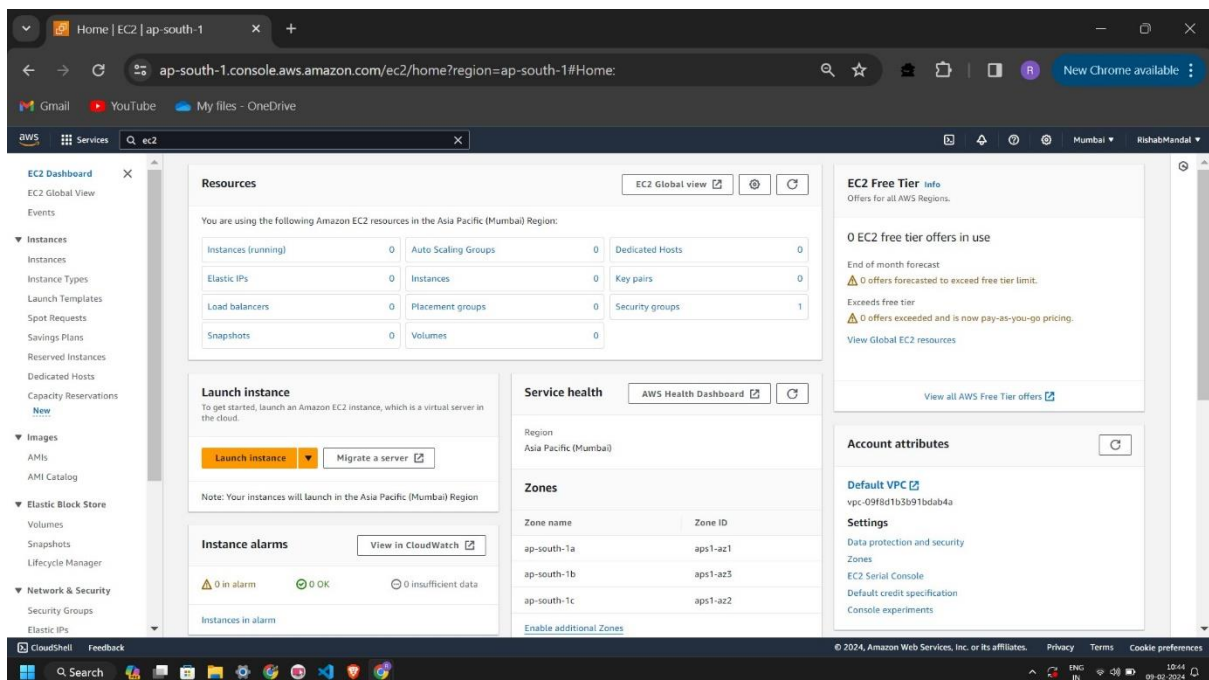 Home | EC2 | ap-south-1
ap-south-1.console.aws.amazon.com/ec2/home?region=ap-south-1#Home:
R
New Chrome available
Gmail YouTube My files - OneDrive
aws Services ec2 Mumbai RishabMandal
EC2 Dashboard
EC2 Global View
Events
Instances
Instances
Instance Types
Launch Templates
Spot Requests
Savings Plans
Reserved Instances
Dedicated Hosts
Capacity Reservations
New
Images
AMIs
AMI Catalog
Elastic Block Store
Volumes
Snapshots
Lifecycle Manager
Network & Security
Security Groups
Elastic IPs
Resources
EC2 Global view
You are using the following Amazon EC2 resources in the Asia Pacific (Mumbai) Region:
Instances (running) 0 Auto Scaling Groups 0 Dedicated Hosts 0
Elastic IPs 0 Instances 0 Key pairs 0
Load balancers 0 Placement groups 0 Security groups 1
Snapshots 0 Volumes 0
Launch instance
To get started, launch an Amazon EC2 instance, which is a virtual server in
the cloud.
Launch instance Migrate a server
Note: Your instances will launch in the Asia Pacific (Mumbai) Region
Instance alarms View in CloudWatch
0 in alarm 0 OK 0 insufficient data
Instances in alarm
Service health AWS Health Dashboard
Region
Asia Pacific (Mumbai)
Zones
Zone name Zone ID
ap-south-1a aps1-az1
ap-south-1b aps1-az3
ap-south-1c aps1-az2
Enable additional Zones
EC2 Free Tier Info
Offers for all AWS Regions.
0 EC2 free tier offers in use
End of month forecast
0 offers forecasted to exceed free tier limit.
Exceeds free tier
0 offers exceeded and is now pay-as-you-go pricing.
View Global EC2 resources
View all AWS Free Tier offers
Account attributes
Default VPC
vpc-09f8d1b3b91bdab4a
Settings
Data protection and security
Zones
EC2 Serial Console
Default credit specification
Console experiments
CloudShell Feedback © 2024, Amazon Web Services, Inc. or its affiliates. Privacy Terms Cookie preferences
Search
ENG
IN
10:44
09-02-2024